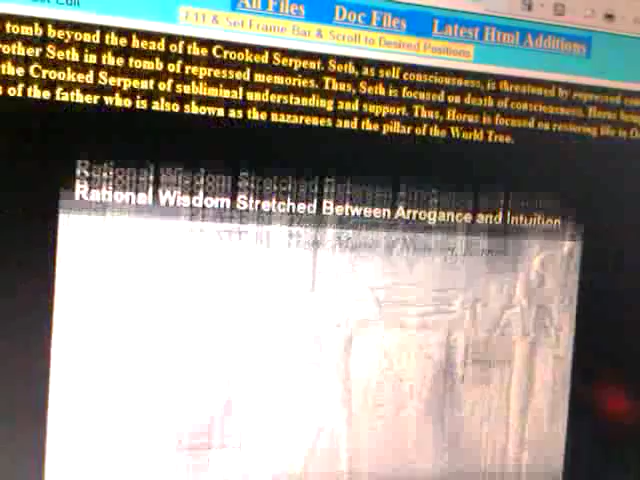 All Files Doc Files Latest Html Additions
F11 & Set Frame Bar & Scroll to Desired Positions
tomb beyond the head of the Crooked Serpent. Seth, as self consciousness, is threatened by repressed
other Seth in the tomb of repressed memories. Thus, Seth is focused on death of consciousness, Horus
the Crooked Serpent of subliminal understanding and support. Thus, Horus is focused on restoring life to
of the father who is also shown as the nazarenes and the pillar of the World Tree.
Rational Wisdom Stretched Between Arrogance and Intuition